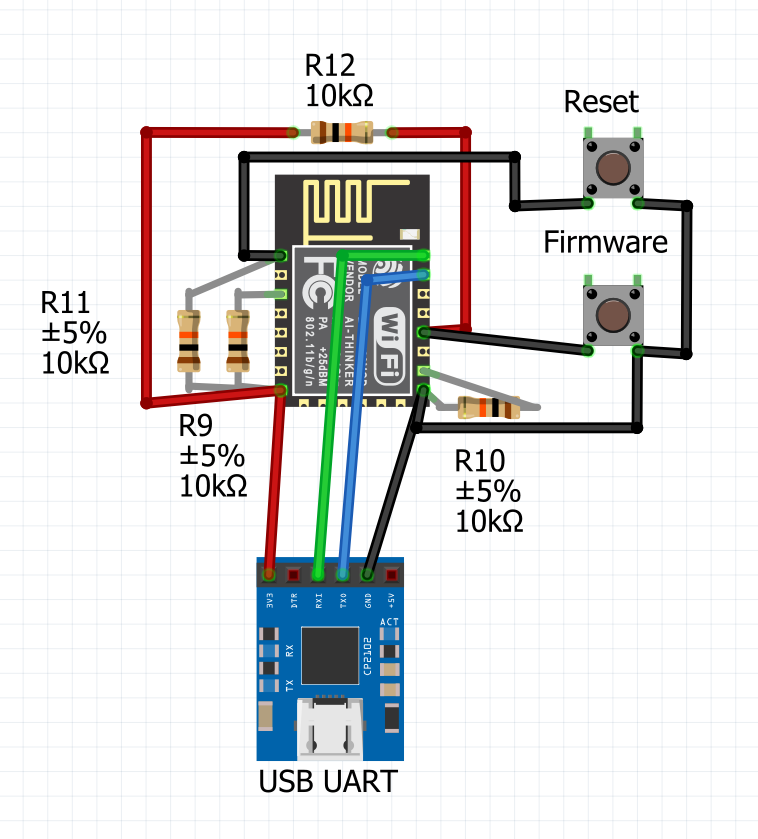 R12
10kΩ
Reset
Firmware
R11
±5%
10kΩ
FC
PA +25dBM
802.11b/g/n
VENDOR AI-THINKER
WiFi
R9
±5%
10kΩ
R10
±5%
10kΩ
3V3
DTR
RXI
TXO
GND
+5V
ACT
RX
CP2102
TX
USB UART